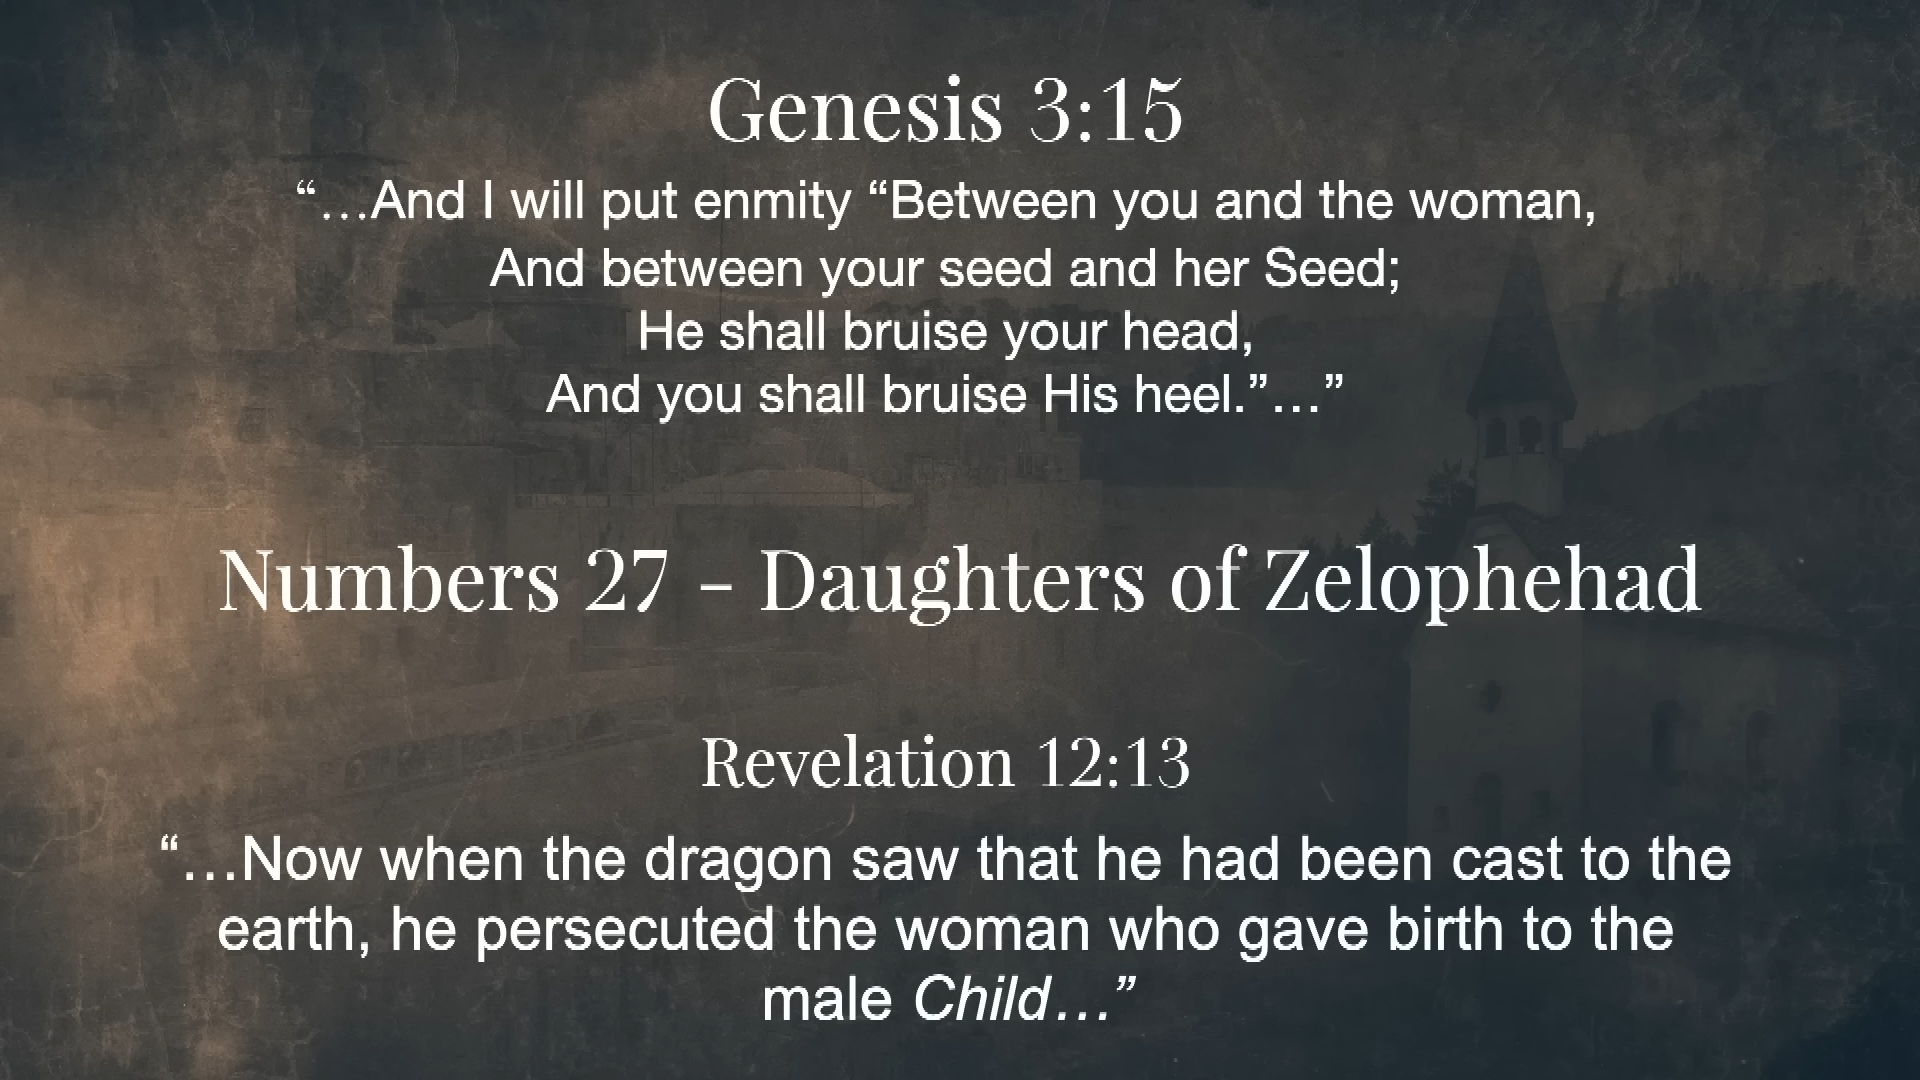 Genesis 3:15
“…And I will put enmity “Between you and the woman,
And between your seed and her Seed;
He shall bruise your head,
And you shall bruise His heel.”…”
Numbers 27 - Daughters of Zelophehad
Revelation 12:13
“…Now when the dragon saw that he had been cast to the
earth, he persecuted the woman who gave birth to the
male Child…”